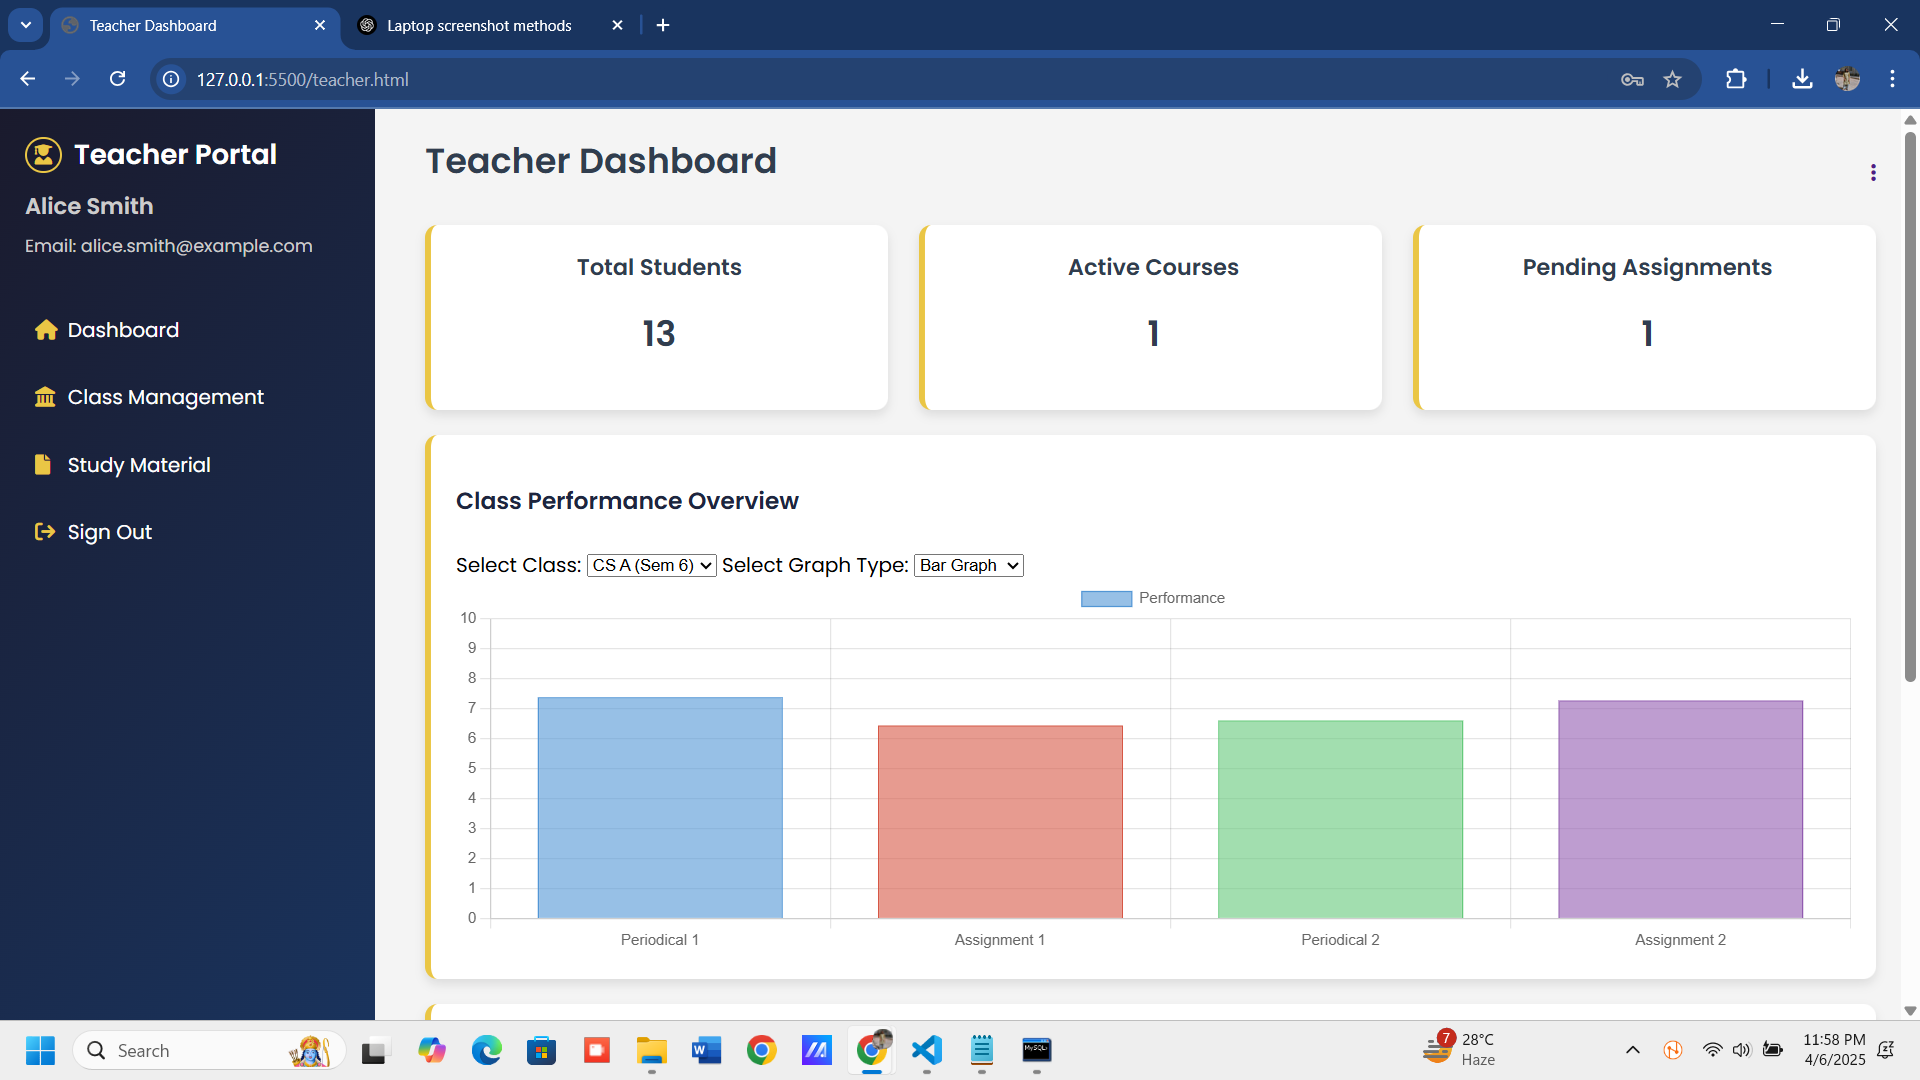 Teacher Dashboard
Laptop screenshot methods
127.0.0.1:5500/teacher.html
Teacher Portal
Alice Smith
Email: alice.smith@example.com
Dashboard
Class Management
Study Material
Sign Out
Teacher Dashboard
Total Students
13
Active Courses
1
Pending Assignments
1
Class Performance Overview
Select Class: CS A (Sem 6) Select Graph Type: Bar Graph
Performance
10
9
8
7
6
5
4
3
2
1
0
Periodical 1
Assignment 1
Periodical 2
Assignment 2
Search
7
28°C
Haze
11:58 PM
4/6/2025